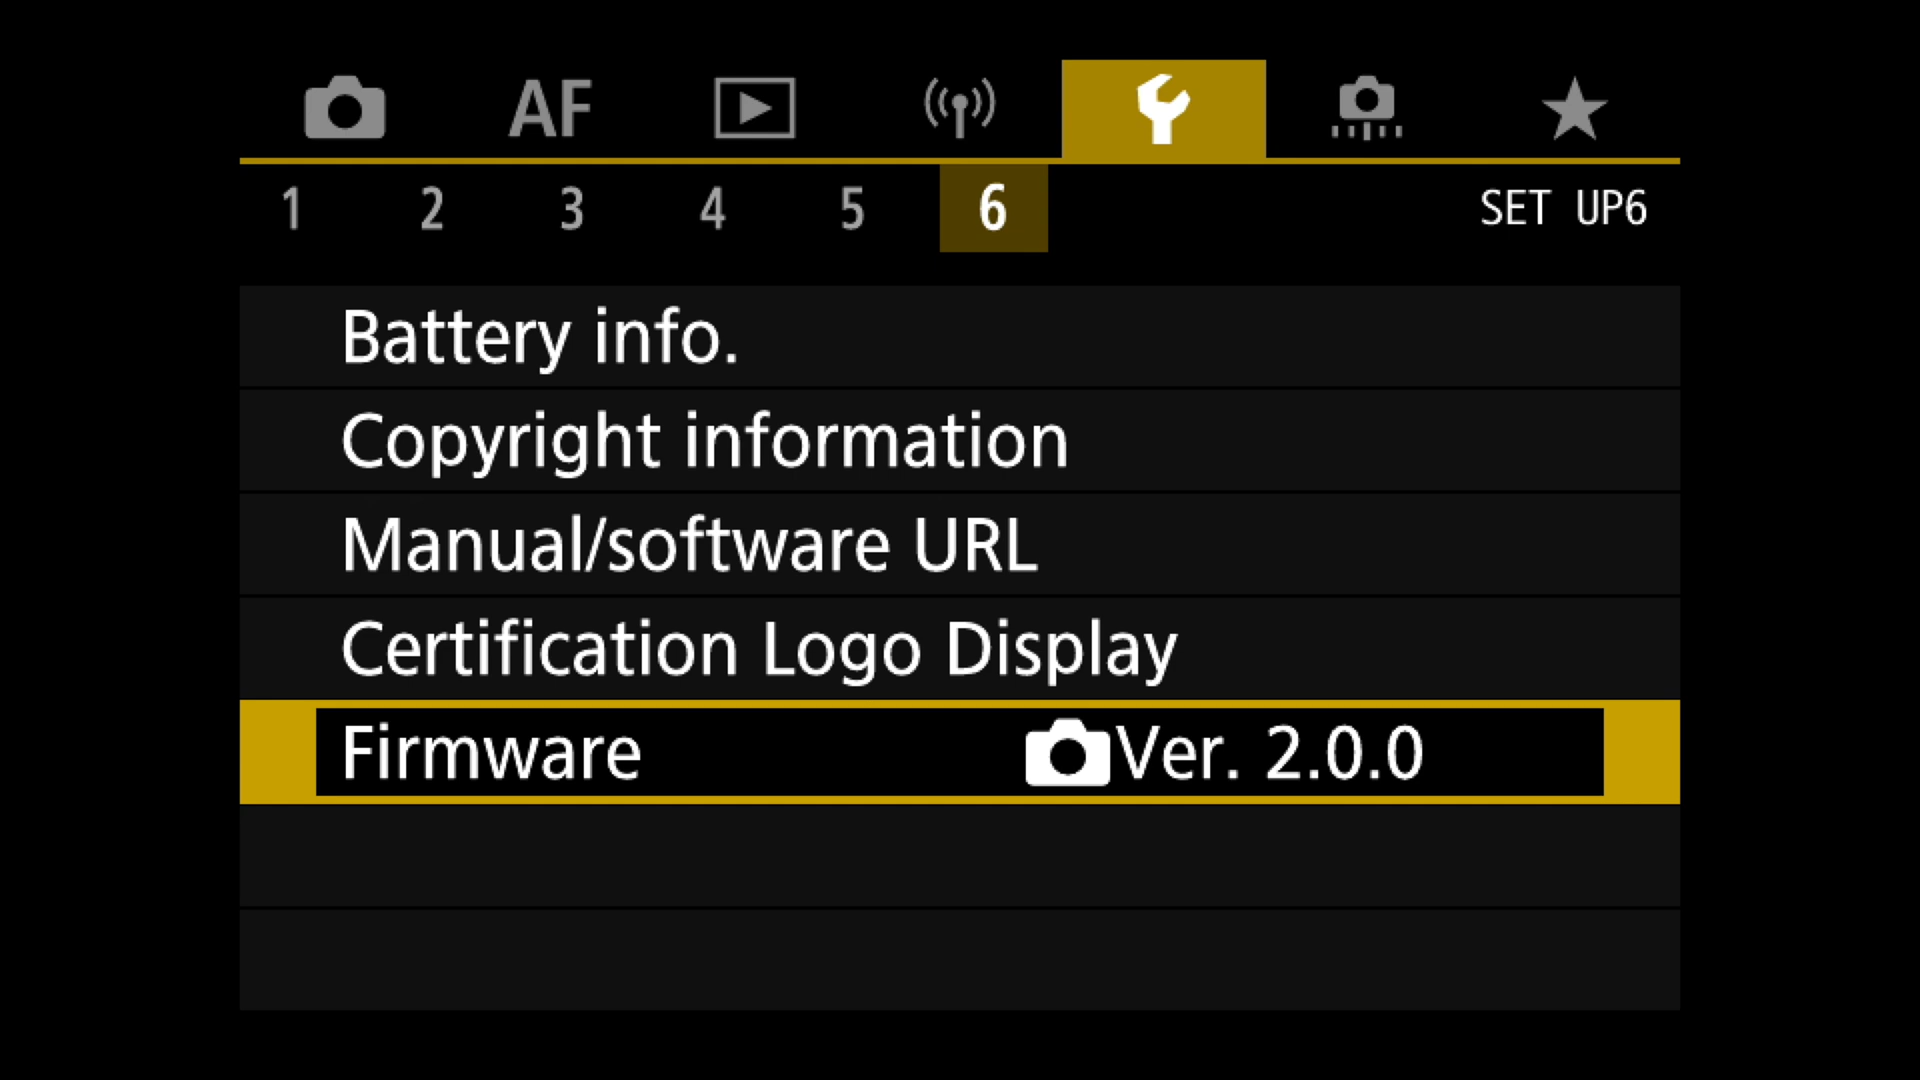 AF
1 2 3 4 5 6 SET UP6
Battery info.
Copyright information
Manual/software URL
Certification Logo Display
Firmware Ver. 2.0.0